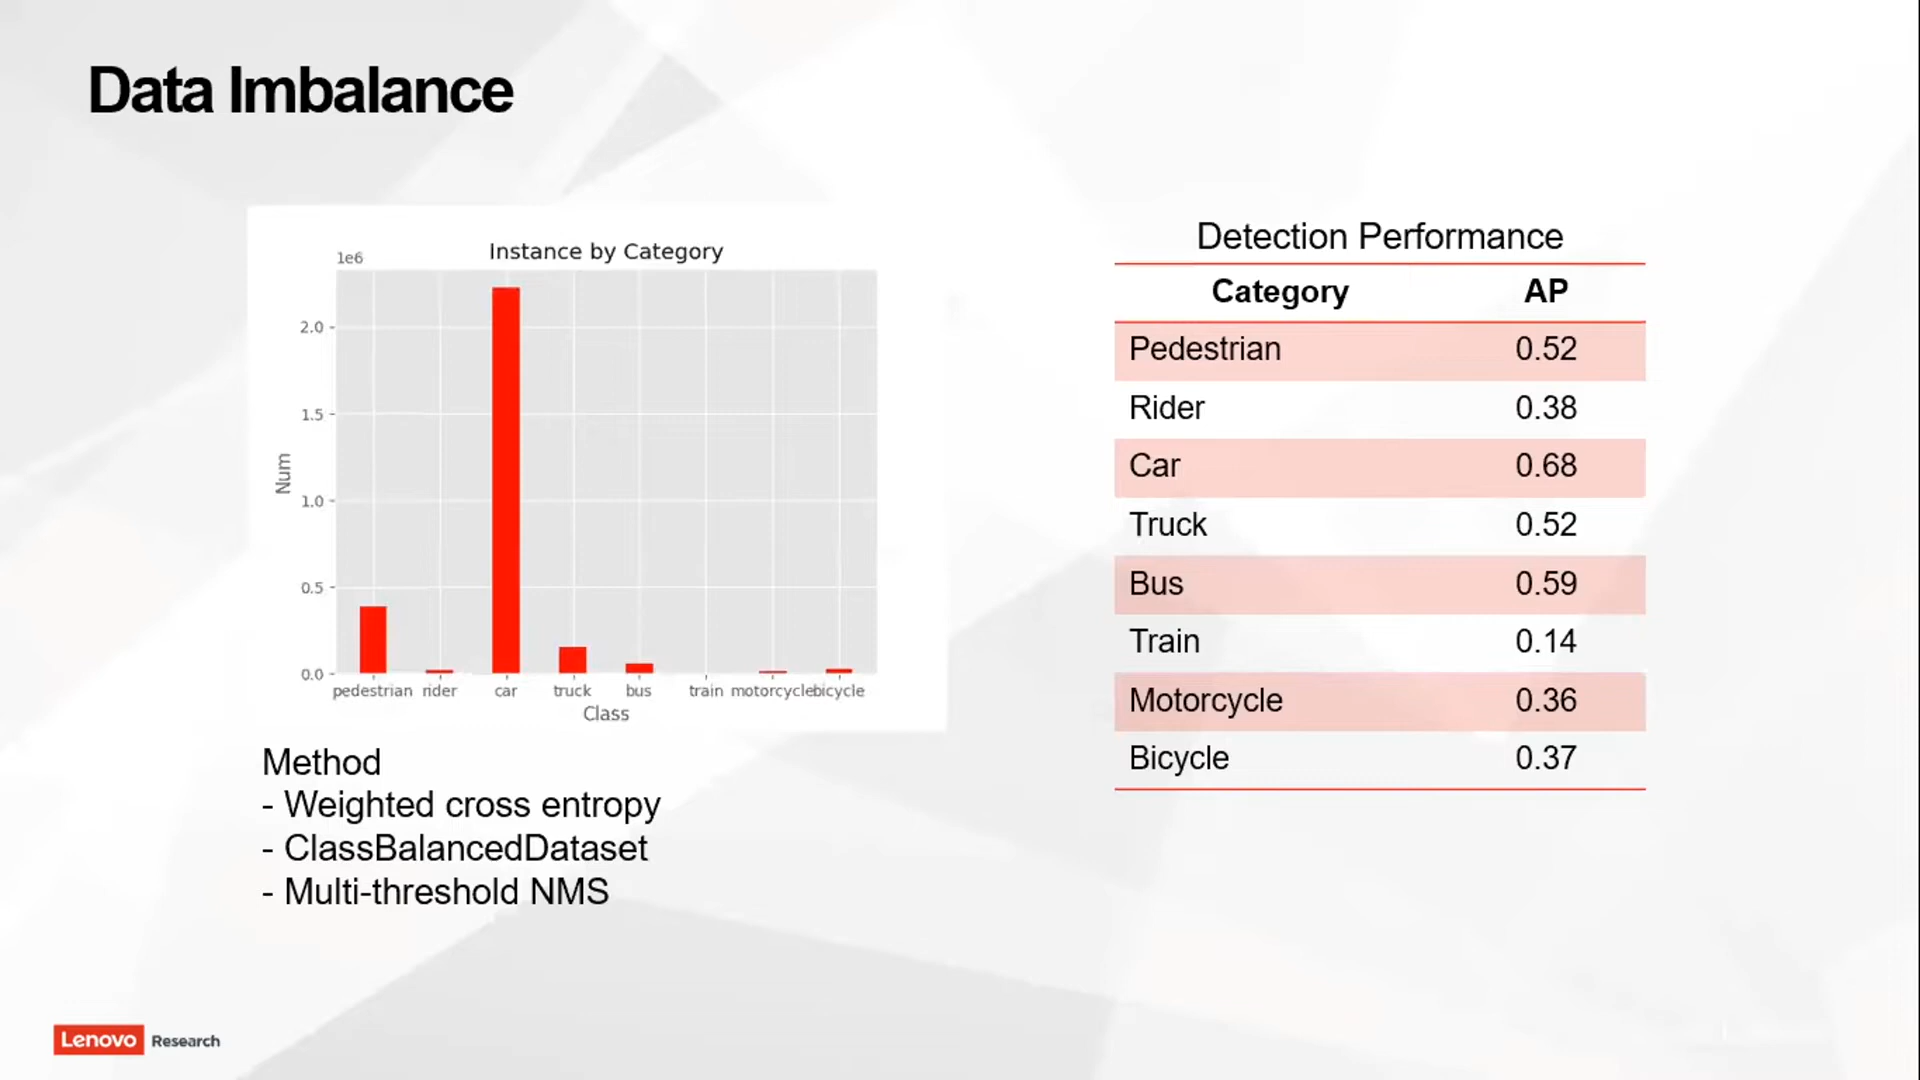 Data Imbalance
Instance by Category
1e6
2.0
1.5
1.0
0.5
0.0
Num
pedestrian rider car truck bus train motorcycle bicycle
Class
Method
- Weighted cross entropy
- ClassBalancedDataset
- Multi-threshold NMS
Detection Performance
Category AP
Pedestrian 0.52
Rider 0.38
Car 0.68
Truck 0.52
Bus 0.59
Train 0.14
Motorcycle 0.36
Bicycle 0.37
Lenovo Research